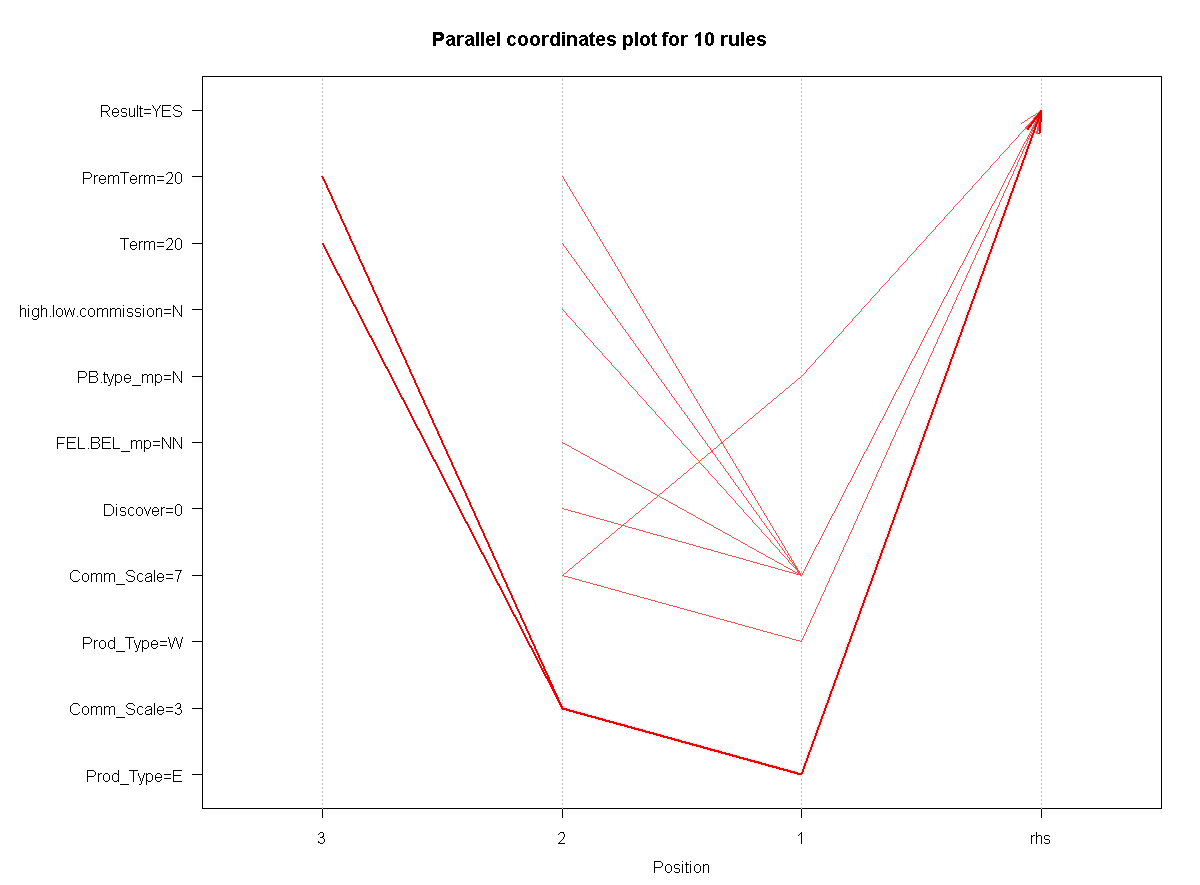 Parallel coordinates plot for 10 rules
Result=YES
PremTerm=20
Term=20
high.low.commission=N
PB.type_mp=N
FEL.BEL_mp=NN
Discover=0
Comm_Scale=7
Prod_Type=W
Comm_Scale=3
Prod_Type=E
3 2 1 rhs
Position